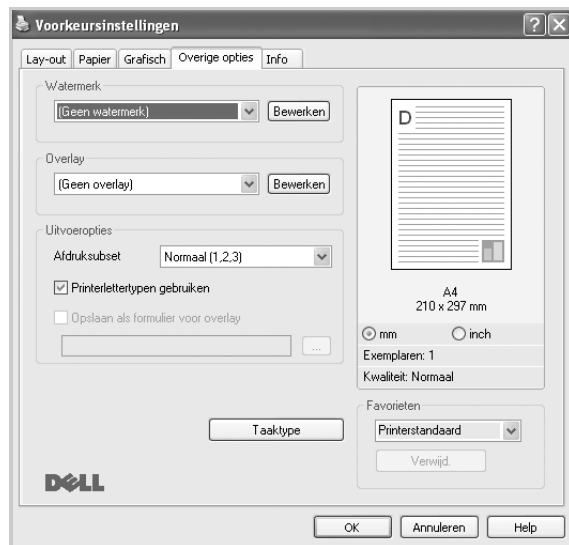 Voorkeursinstellingen
Lay-out Papier Grafisch Overige opties Info
Watermerk
(Geen watermerk)
Bewerken
Overlay
(Geen overlay)
Bewerken
Uitvoeropties
Afdruksubset
Normaal (1,2,3)
Printerlettertypen gebruiken
Opslaan als formulier voor overlay
...
Taaktype
DELL
D
A4
210 x 297 mm
mm
inch
Exemplaren: 1
Kwaliteit: Normaal
Favorieten
Printerstandaard
Verwijd.
OK
Annuleren
Help